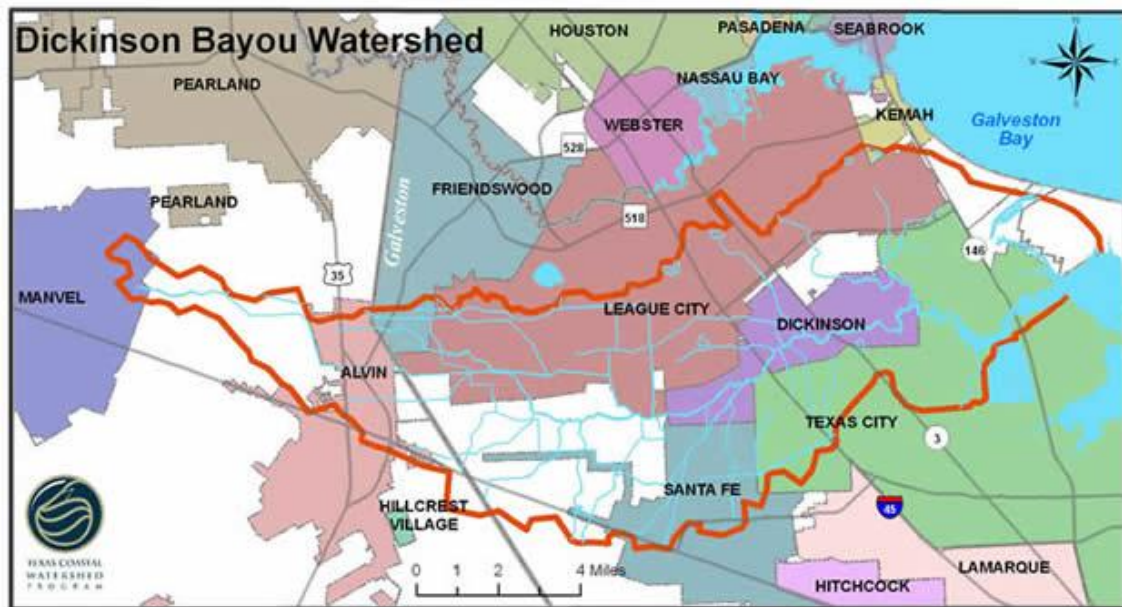 Dickinson Bayou Watershed
HOUSTON
PASADENA
SEABROOK
PEARLAND
NASSAU BAY
N
W
E
S
KEMAH
Galveston
Bay
WEBSTER
528
FRIENDSWOOD
PEARLAND
518
Galveston
146
35
MANVEL
LEAGUE CITY
DICKINSON
ALVIN
TEXAS CITY
3
SANTA FE
45
HILLCREST
VILLAGE
LAMARQUE
HITCHCOCK
0 1 2 4 Miles
TEXAS COASTAL
WATERSHED
PROGRAM